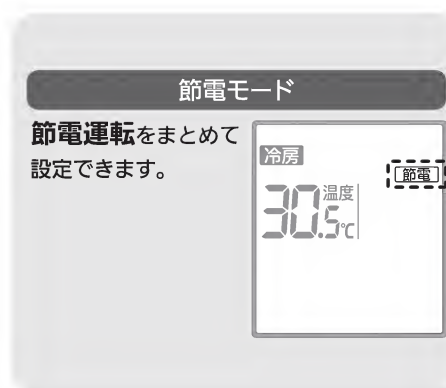 節電モード
節電運転をまとめて
設定できます。
冷房
節電
温度
30.5℃